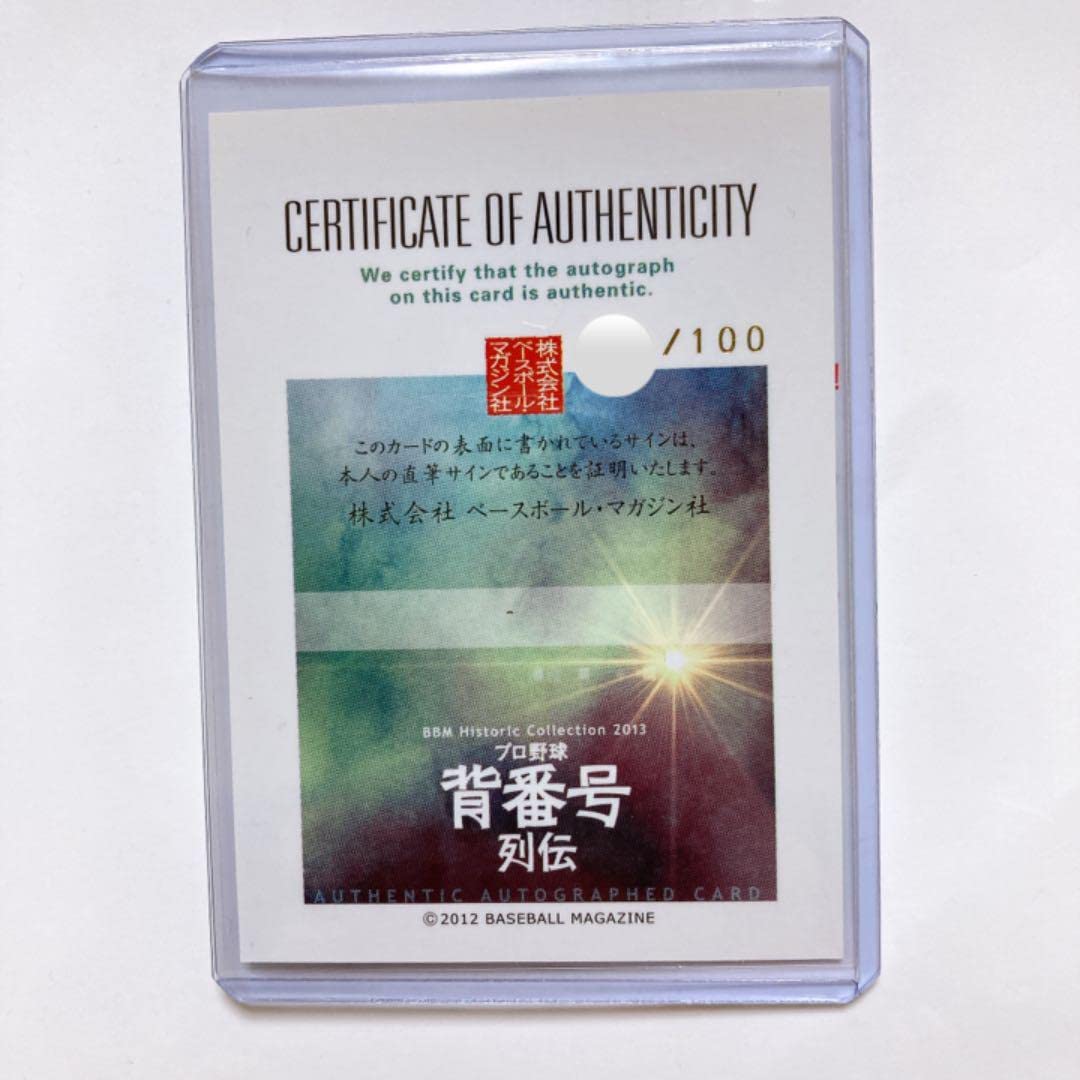 CERTIFICATE OF AUTHENTICITY
We certify that the autograph
on this card is authentic.
/100
株式会社
ベースボール・
マガジン社
このカードの表面に書かれているサインは、
本人の直筆サインであることを証明いたします。
株式会社 ベースボール・マガジン社
BBM Historic Collection 2013
プロ野球
背番号
列伝
AUTHENTIC AUTOGRAPHED CARD
©2012 BASEBALL MAGAZINE